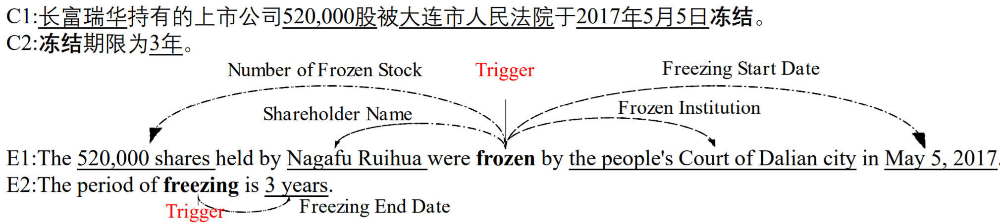 C1:长富瑞华持有的上市公司520,000股被大连市人民法院于2017年5月5日冻结。
C2:冻结期限为3年。
Number of Frozen Stock Trigger Freezing Start Date
Shareholder Name Frozen Institution
E1:The 520,000 shares held by Nagafu Ruihua were frozen by the people's Court of Dalian city in May 5, 2017.
E2:The period of freezing is 3 years.
Trigger Freezing End Date